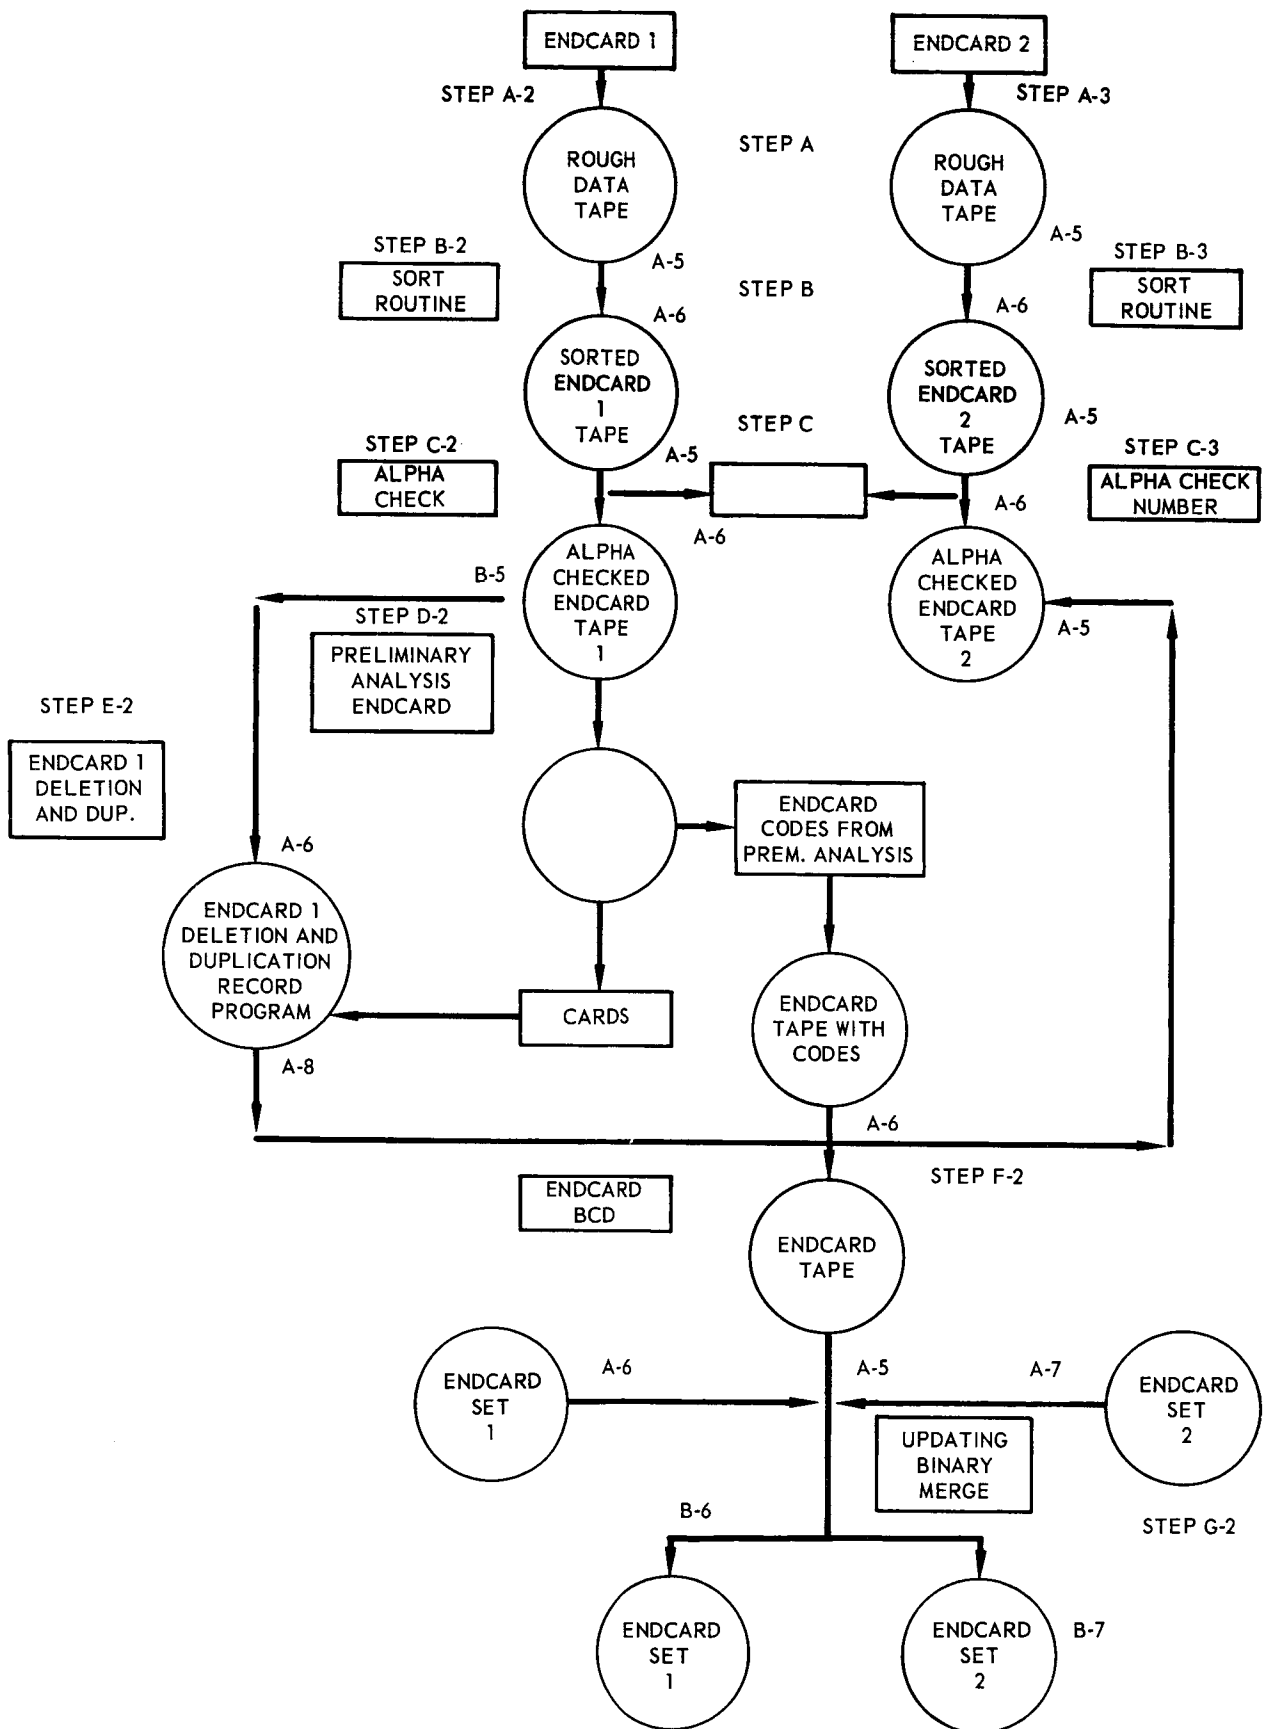 ENDCARD 1
ENDCARD 2
STEP A-2
STEP A-3
STEP A
ROUGH
DATA
TAPE
ROUGH
DATA
TAPE
STEP B-2
SORT
ROUTINE
A-5
A-6
STEP B
A-5
A-6
STEP B-3
SORT
ROUTINE
SORTED
ENDCARD
1
TAPE
SORTED
ENDCARD
2
TAPE
STEP C-2
ALPHA
CHECK
A-5
A-6
STEP C
A-5
A-6
STEP C-3
ALPHA CHECK
NUMBER
ALPHA
CHECKED
ENDCARD
TAPE
1
ALPHA
CHECKED
ENDCARD
TAPE
2
A-5
B-5
STEP D-2
PRELIMINARY
ANALYSIS
ENDCARD
STEP E-2
ENDCARD 1
DELETION
AND DUP.
ENDCARD
CODES FROM
PREM. ANALYSIS
A-6
ENDCARD 1
DELETION AND
DUPLICATION
RECORD
PROGRAM
CARDS
ENDCARD
TAPE WITH
CODES
A-8
A-6
STEP F-2
ENDCARD
BCD
ENDCARD
TAPE
ENDCARD
SET
1
A-6
A-5
A-7
ENDCARD
SET
2
UPDATING
BINARY
MERGE
STEP G-2
B-6
ENDCARD
SET
1
ENDCARD
SET
2
B-7